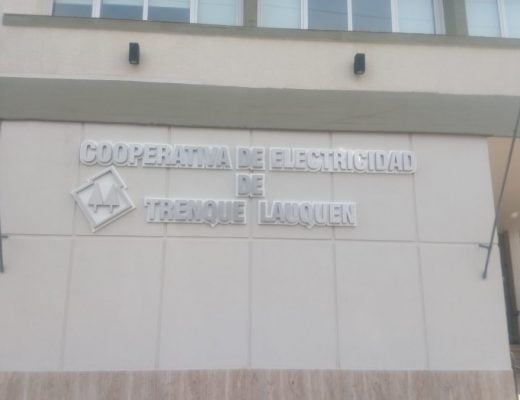 COOPERATIVA DE ELECTRICIDAD
DE
TRENQUE LAUQUEN